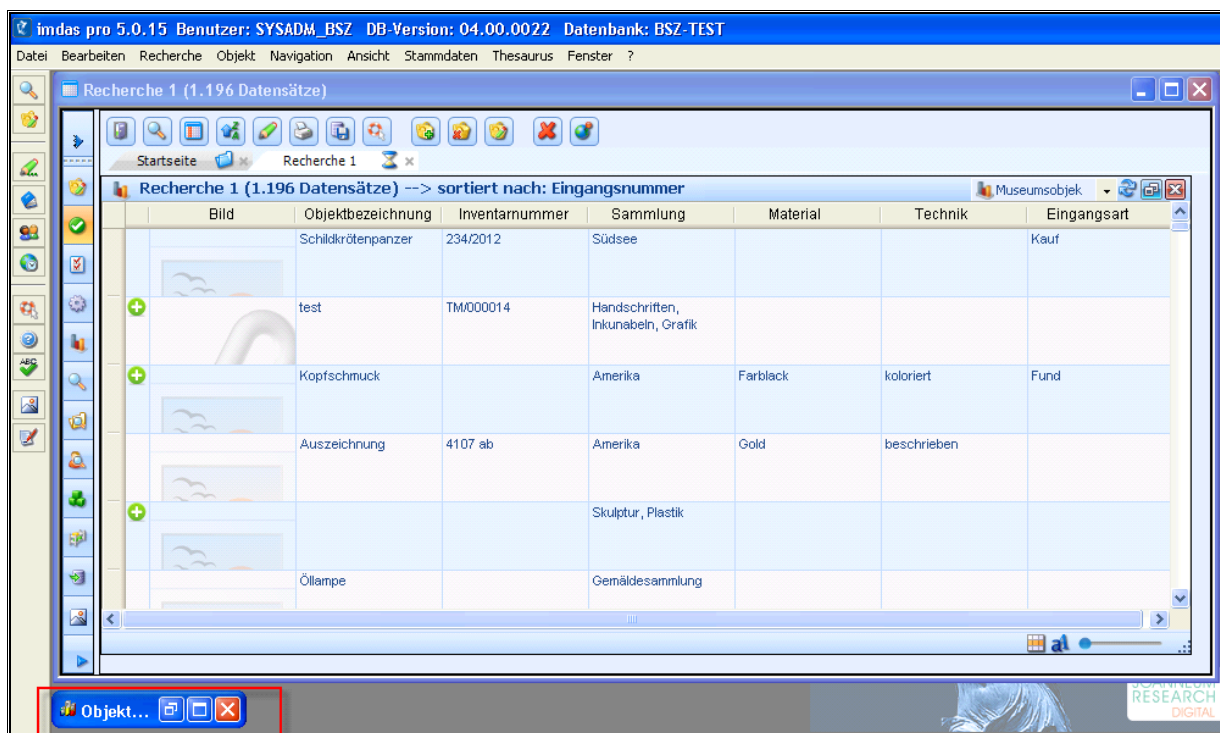 imdas pro 5.0.15 Benutzer: SYSADM_BSZ DB-Version: 04.00.0022 Datenbank: BSZ-TEST
Datei Bearbeiten Recherche Objekt Navigation Ansicht Stammdaten Thesaurus Fenster ?
Recherche 1 (1.196 Datensätze)
Startseite Recherche 1
Recherche 1 (1.196 Datensätze) --> sortiert nach: Eingangsnummer Museumsobjek
Bild Objektbezeichnung Inventarnummer Sammlung Material Technik Eingangsart
Schildkrötenpanzer 234/2012 Südsee Kauf
test TM/000014 Handschriften,
Inkunabeln, Grafik
Kopfschmuck Amerika Farblack koloriert Fund
Auszeichnung 4107 ab Amerika Gold beschrieben
Skulptur, Plastik
Öllampe Gemäldesammlung
ABC
a
Objekt...
JOANNEUM
RESEARCH
DIGITAL